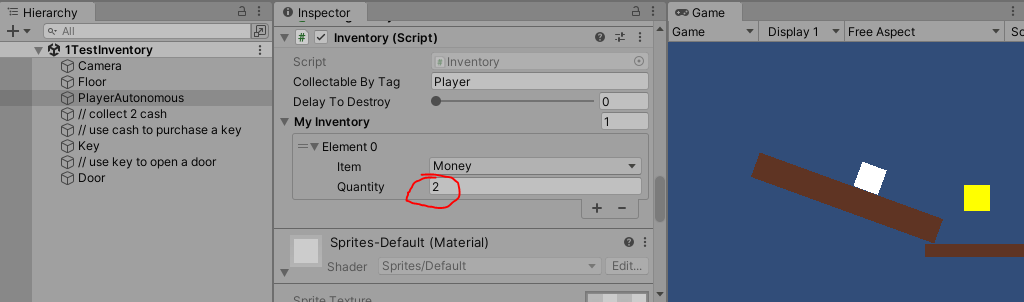 Hierarchy
All
1TestInventory
Camera
Floor
PlayerAutonomous
// collect 2 cash
// use cash to purchase a key
Key
// use key to open a door
Door
Inspector
Inventory (Script)
Script Inventory
Collectable By Tag Player
Delay To Destroy 0
My Inventory 1
Element 0
Item Money
Quantity 2
Sprites-Default (Material)
Shader Sprites/Default Edit...
Sprite Texture
Game
Game Display 1 Free Aspect Sc